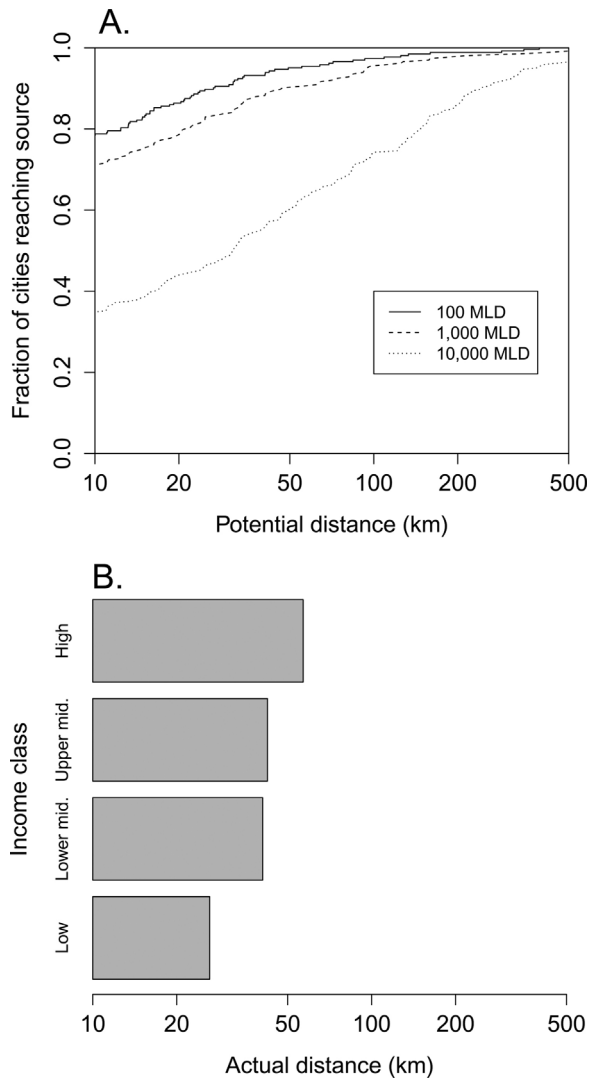 A.
Fraction of cities reaching source
1.0
0.8
0.6
0.4
0.2
0.0
100 MLD
1,000 MLD
10,000 MLD
10 20 50 100 200 500
Potential distance (km)
B.
Income class
High
Upper mid.
Lower mid.
Low
10 20 50 100 200 500
Actual distance (km)